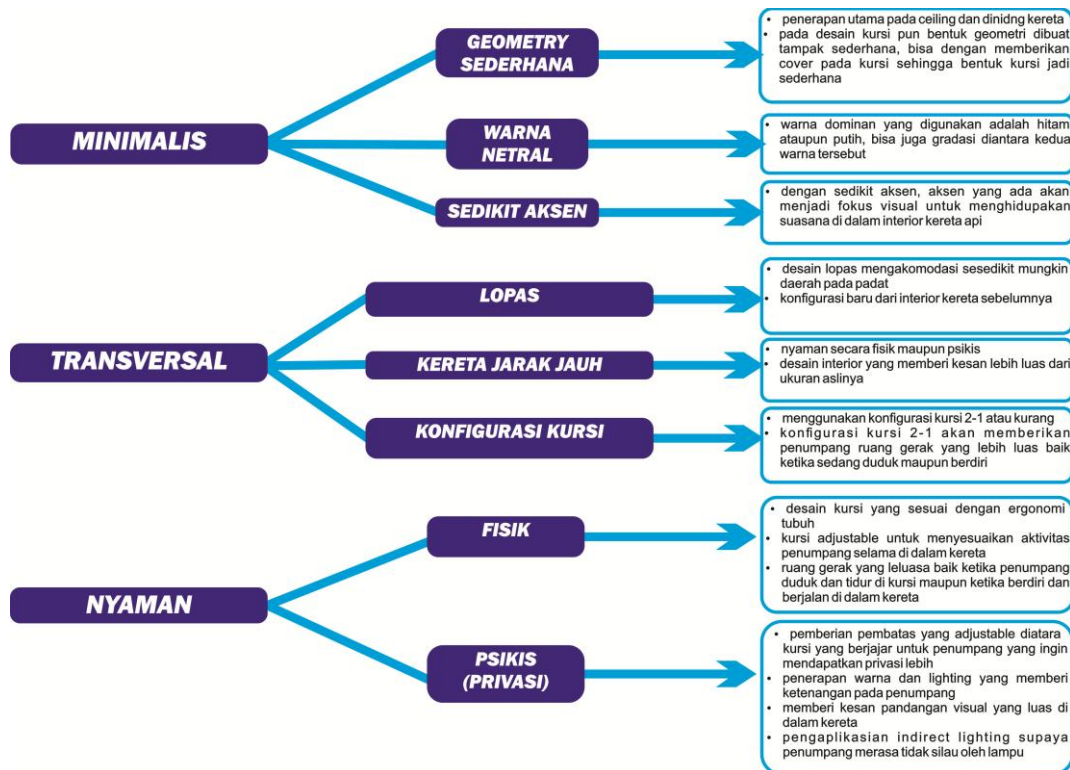 MINIMALIS
GEOMETRY
SEDERHANA
• penerapan utama pada ceiling dan dinidng kereta
• pada desain kursi pun bentuk geometri dibuat
tampak sederhana, bisa dengan memberikan
cover pada kursi sehingga bentuk kursi jadi
sederhana
WARNA
NETRAL
• warna dominan yang digunakan adalah hitam
ataupun putih, bisa juga gradasi diantara kedua
warna tersebut
SEDIKIT AKSEN
• dengan sedikit aksen, aksen yang ada akan
menjadi fokus visual untuk menghidupakan
suasana di dalam interior kereta api
TRANSVERSAL
LOPAS
• desain lopas mengakomodasi sesedikit mungkin
daerah pada padat
• konfigurasi baru dari interior kereta sebelumnya
KERETA JARAK JAUH
• nyaman secara fisik maupun psikis
• desain interior yang memberi kesan lebih luas dari
ukuran aslinya
KONFIGURASI KURSI
• menggunakan konfigurasi kursi 2-1 atau kurang
• konfigurasi kursi 2-1 akan memberikan
penumpang ruang gerak yang lebih luas baik
ketika sedang duduk maupun berdiri
NYAMAN
FISIK
• desain kursi yang sesuai dengan ergonomi
tubuh
• kursi adjustable untuk menyesuaikan aktivitas
penumpang selama di dalam kereta
• ruang gerak yang leluasa baik ketika penumpang
duduk dan tidur di kursi maupun ketika berdiri dan
berjalan di dalam kereta
PSIKIS
(PRIVASI)
• pemberian pembatas yang adjustable diatara
kursi yang berjajar untuk penumpang yang ingin
mendapatkan privasi lebih
• penerapan warna dan lighting yang memberi
ketenangan pada penumpang
• memberi kesan pandangan visual yang luas di
dalam kereta
• pengaplikasian indirect lighting supaya
penumpang merasa tidak silau oleh lampu